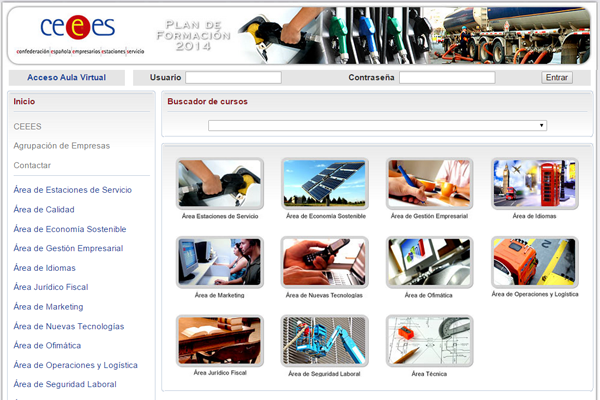 ceees
confederación española empresarios estaciones servicio
PLAN DE
FORMACIÓN
2014
Acceso Aula Virtual
Usuario
Contraseña
Entrar
Inicio
CEEES
Agrupación de Empresas
Contactar
Área de Estaciones de Servicio
Área de Calidad
Área de Economía Sostenible
Área de Gestión Empresarial
Área de Idiomas
Área Jurídico Fiscal
Área de Marketing
Área de Nuevas Tecnologías
Área de Ofimática
Área de Operaciones y Logística
Área de Seguridad Laboral
Buscador de cursos
Área Estaciones de Servicio
Área de Economía Sostenible
Área de Gestión Empresarial
Área de Idiomas
Área de Marketing
Área de Nuevas Tecnologías
Área de Ofimática
Área de Operaciones y Logística
Área Jurídico Fiscal
Área de Seguridad Laboral
Área Técnica